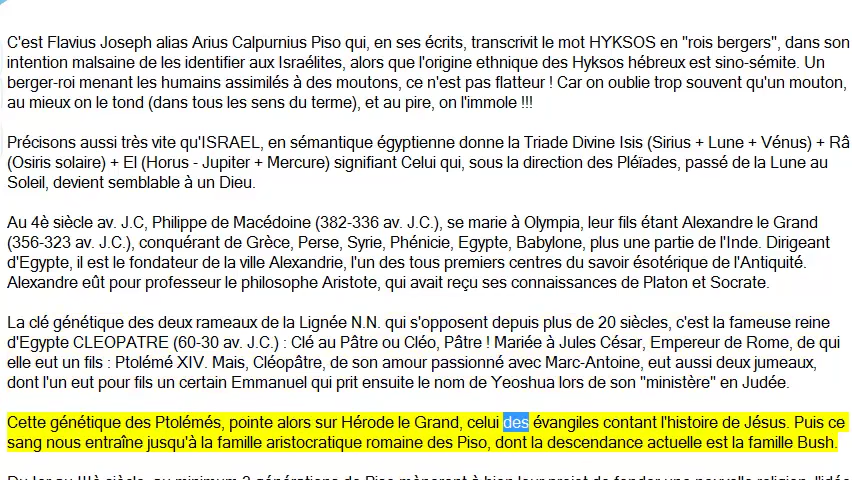 C'est Flavius Joseph alias Arius Calpurnius Piso qui, en ses écrits, transcrivit le mot HYKSOS en "rois bergers", dans son
intention malsaine de les identifier aux Israélites, alors que l'origine ethnique des Hyksos hébreux est sino-sémite. Un
berger-roi menant les humains assimilés à des moutons, ce n'est pas flatteur ! Car on oublie trop souvent qu'un mouton,
au mieux on le tond (dans tous les sens du terme), et au pire, on l'immole !!!
Précisons aussi très vite qu'ISRAEL, en sémantique égyptienne donne la Triade Divine Isis (Sirius + Lune + Vénus) + Râ
(Osiris solaire) + El (Horus - Jupiter + Mercure) signifiant Celui qui, sous la direction des Pléïades, passé de la Lune au
Soleil, devient semblable à un Dieu.
Au 4è siècle av. J.C, Philippe de Macédoine (382-336 av. J.C.), se marie à Olympia, leur fils étant Alexandre le Grand
(356-323 av. J.C.), conquérant de Grèce, Perse, Syrie, Phénicie, Egypte, Babylone, plus une partie de l'Inde. Dirigeant
d'Egypte, il est le fondateur de la ville Alexandrie, l'un des tous premiers centres du savoir ésotérique de l'Antiquité.
Alexandre eût pour professeur le philosophe Aristote, qui avait reçu ses connaissances de Platon et Socrate.
La clé génétique des deux rameaux de la Lignée N.N. qui s'opposent depuis plus de 20 siècles, c'est la fameuse reine
d'Egypte CLEOPATRE (60-30 av. J.C.) : Clé au Pâtre ou Cléo, Pâtre ! Mariée à Jules César, Empereur de Rome, de qui
elle eut un fils : Ptolémé XIV. Mais, Cléopâtre, de son amour passionné avec Marc-Antoine, eut aussi deux jumeaux,
dont l'un eut pour fils un certain Emmanuel qui prit ensuite le nom de Yeoshua lors de son "ministère" en Judée.
Cette génétique des Ptolémés, pointe alors sur Hérode le Grand, celui des évangiles contant l'histoire de Jésus. Puis ce
sang nous entraîne jusqu'à la famille aristocratique romaine des Piso, dont la descendance actuelle est la famille Bush.